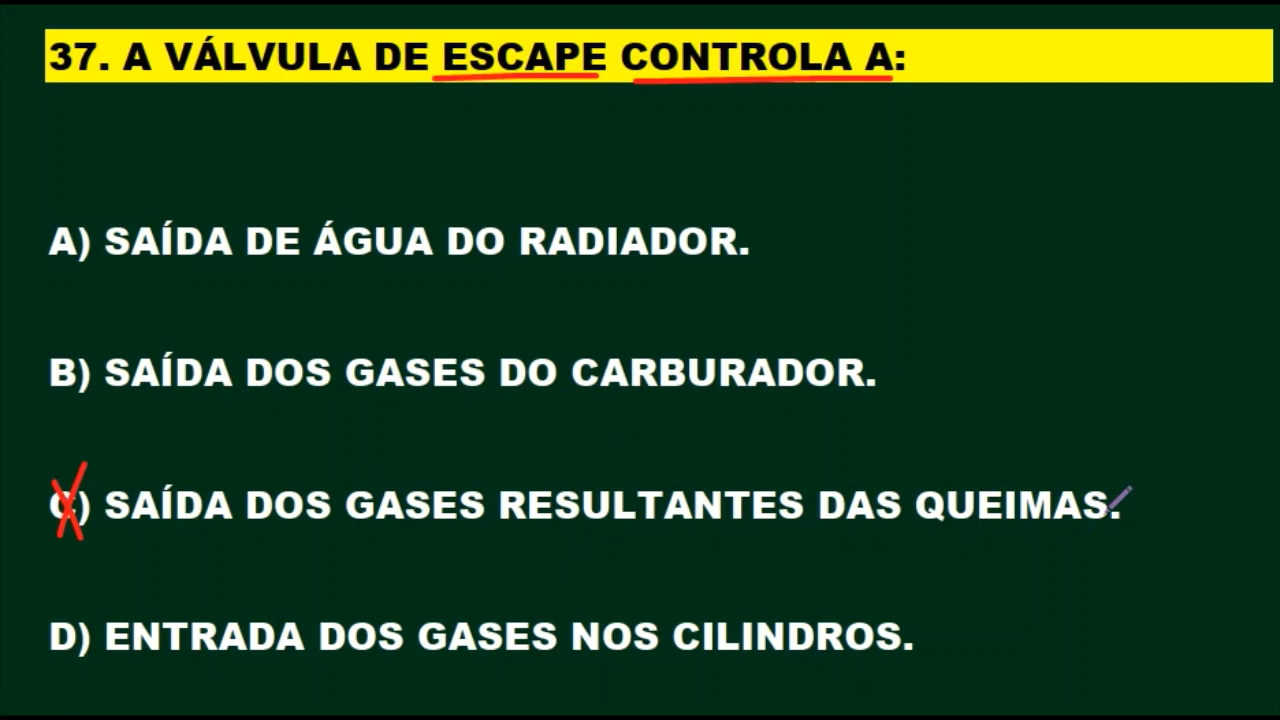 37. A VÁLVULA DE ESCAPE CONTROLA A:
A) SAÍDA DE ÁGUA DO RADIADOR.
B) SAÍDA DOS GASES DO CARBURADOR.
C) SAÍDA DOS GASES RESULTANTES DAS QUEIMAS.
D) ENTRADA DOS GASES NOS CILINDROS.